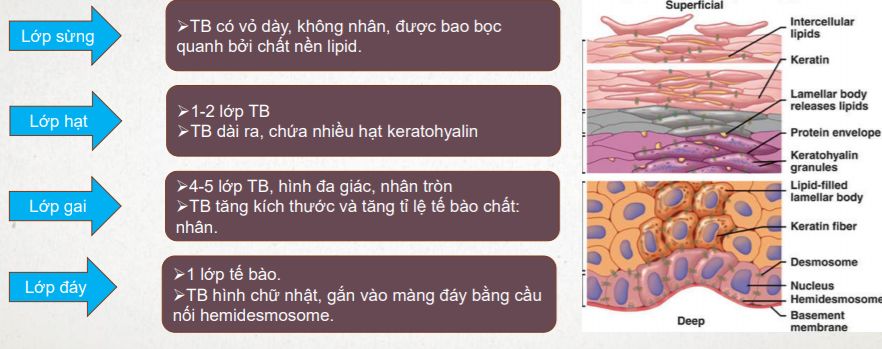 Lớp sừng
➢TB có vỏ dày, không nhân, được bao bọc
quanh bởi chất nền lipid.
Lớp hạt
➢1-2 lớp TB
➢TB dài ra, chứa nhiều hạt keratohyalin
Lớp gai
➢4-5 lớp TB, hình đa giác, nhân tròn
➢TB tăng kích thước và tăng tỉ lệ tế bào chất:
nhân.
Lớp đáy
➢1 lớp tế bào.
➢TB hình chữ nhật, gắn vào màng đáy bằng cầu
nối hemidesmosome.
Superficial
Intercellular
lipids
Keratin
Lamellar body
releases lipids
Protein envelope
Keratohyalin
granules
Lipid-filled
lamellar body
Keratin fiber
Desmosome
Nucleus
Hemidesmosome
Basement
membrane
Deep